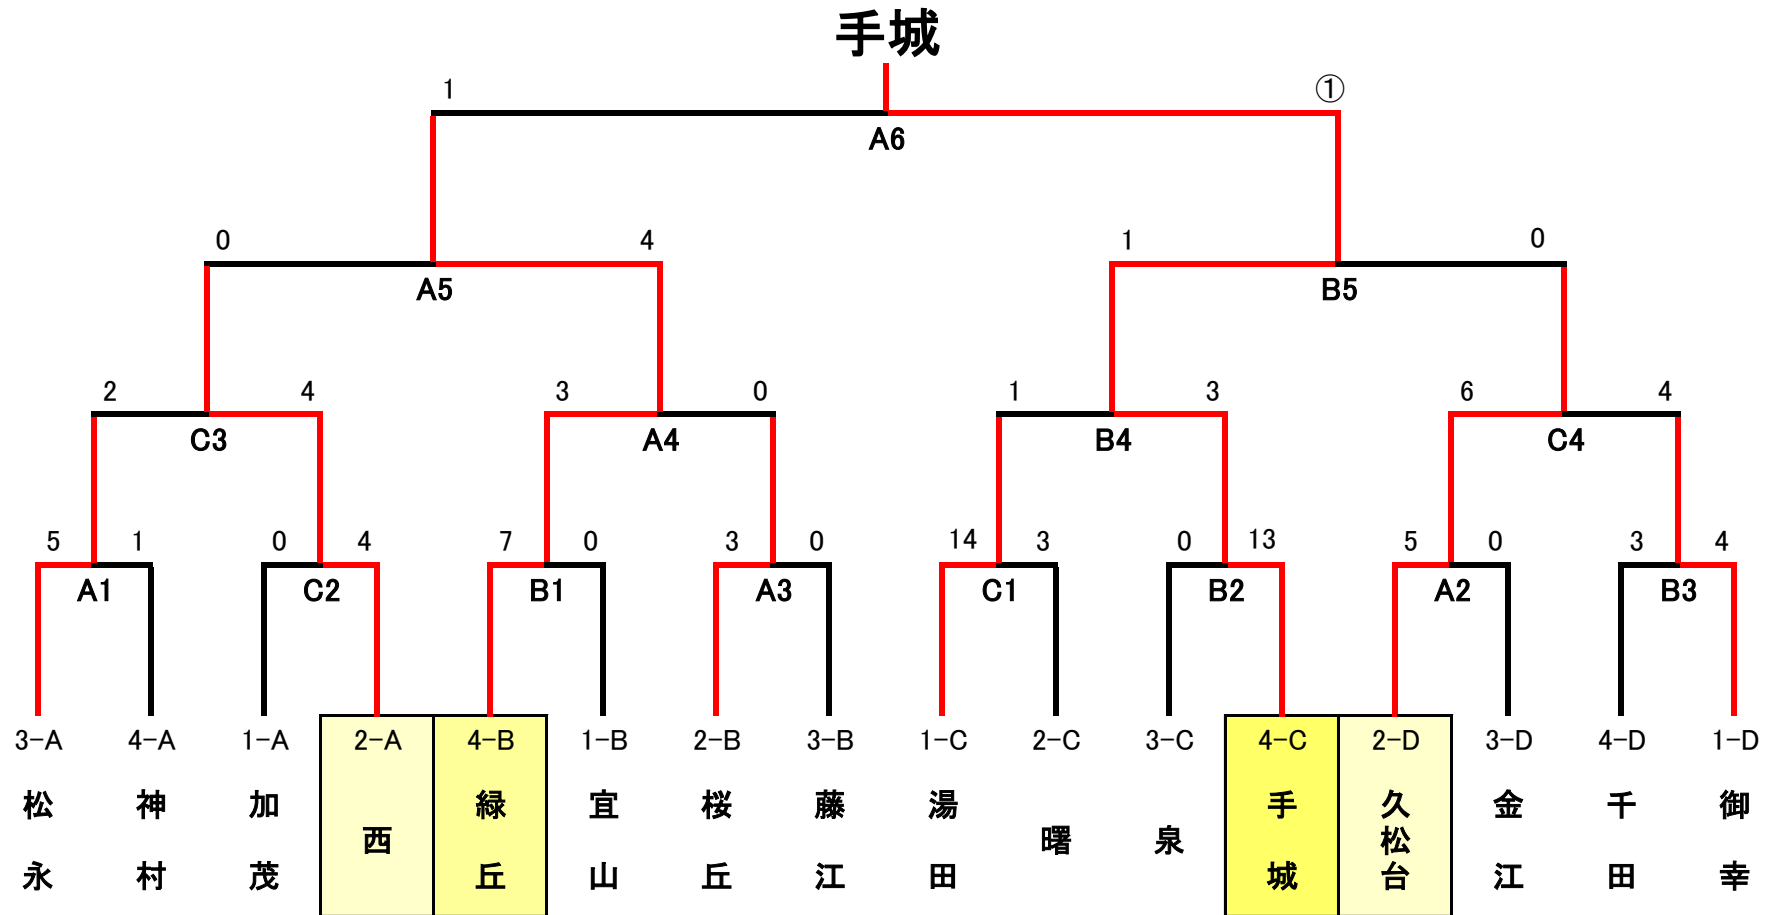 手城
1 ①
A6
0 4 1 0
A5 B5
2 4 3 0 1 3 6 4
C3 A4 B4 C4
5 1 0 4 7 0 3 0 14 3 0 13 5 0 3 4
A1 C2 B1 A3 C1 B2 A2 B3
3-A 4-A 1-A 2-A 4-B 1-B 2-B 3-B 1-C 2-C 3-C 4-C 2-D 3-D 4-D 1-D
松永
神村
加茂
西
緑丘
宜山
桜丘
藤江
湯田
曙
泉
手城
久松台
金江
千田
御幸